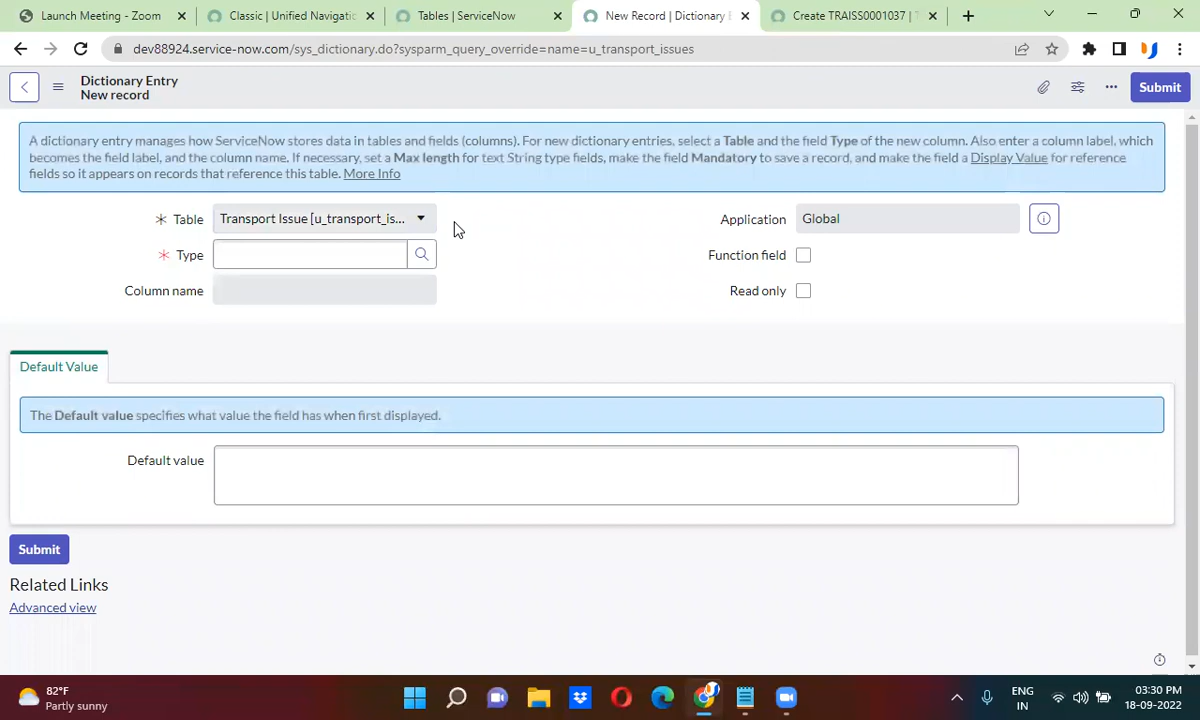 Launch Meeting - Zoom
Classic | Unified Navigati
Tables | ServiceNow
New Record | Dictionary E
Create TRAISS0001037 | T
dev88924.service-now.com/sys_dictionary.do?sysparm_query_override=name=u_transport_issues
Dictionary Entry
New record
Submit
A dictionary entry manages how ServiceNow stores data in tables and fields (columns). For new dictionary entries, select a Table and the field Type of the new column. Also enter a column label, which
becomes the field label, and the column name. If necessary, set a Max length for text String type fields, make the field Mandatory to save a record, and make the field a Display Value for reference
fields so it appears on records that reference this table. More Info
Table
Transport Issue [u_transport_is...
Application
Global
Type
Function field
Column name
Read only
Default Value
The Default value specifies what value the field has when first displayed.
Default value
Submit
Related Links
Advanced view
82°F
Partly sunny
ENG
IN
03:30 PM
18-09-2022